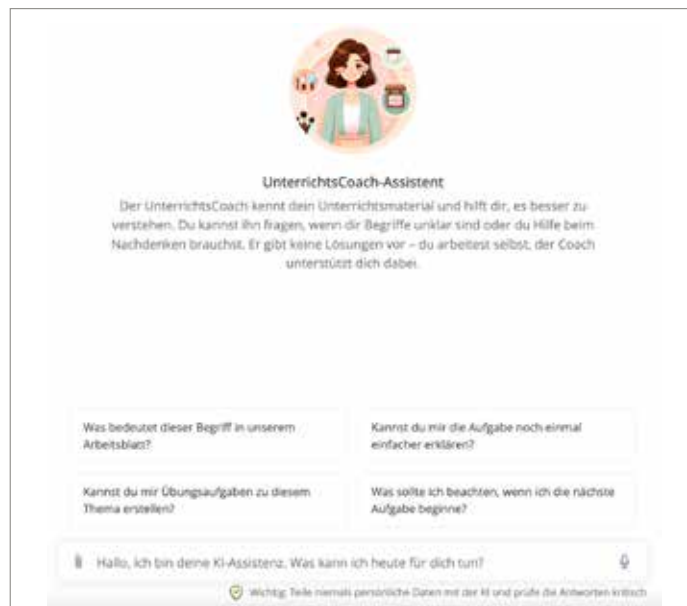 UnterrichtsCoach-Assistent
Der UnterrichtsCoach kennt dein Unterrichtsmaterial und hilft dir, es besser zu
verstehen. Du kannst ihn fragen, wenn dir Begriffe unklar sind oder du Hilfe beim
Nachdenken brauchst. Er gibt keine Lösungen vor – du arbeitest selbst, der Coach
unterstützt dich dabei.
Was bedeutet dieser Begriff in unserem
Arbeitsblatt?
Kannst du mir die Aufgabe noch einmal
einfacher erklären?
Kannst du mir Übungsaufgaben zu diesem
Thema erstellen?
Was sollte ich beachten, wenn ich die nächste
Aufgabe beginne?
Hallo, ich bin deine KI-Assistenz. Was kann ich heute für dich tun?
Wichtig: Teile niemals persönliche Daten mit der KI und prüfe die Antworten kritisch